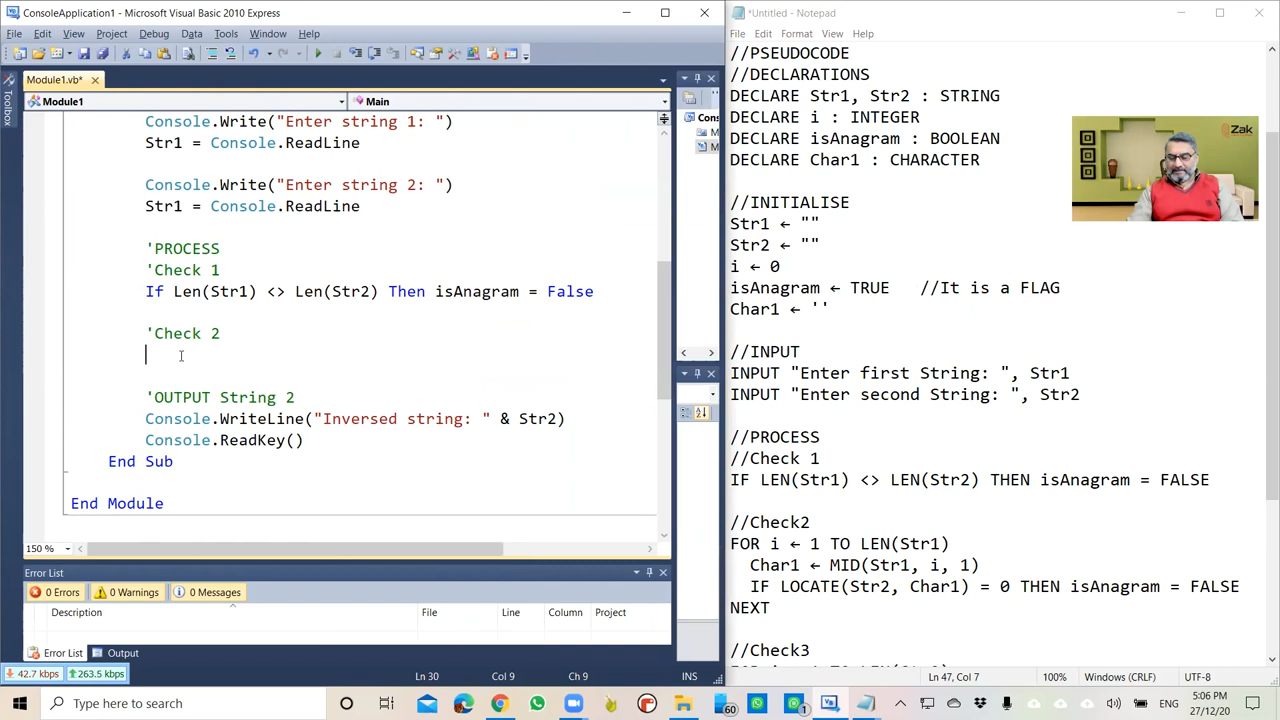 ConsoleApplication1 - Microsoft Visual Basic 2010 Express
File Edit View Project Debug Data Tools Window Help
Module1.vb*
Module1
Main
Toolbox
Console.Write("Enter string 1: ")
Str1 = Console.ReadLine
Console.Write("Enter string 2: ")
Str1 = Console.ReadLine
'PROCESS
'Check 1
If Len(Str1) <> Len(Str2) Then isAnagram = False
'Check 2
'OUTPUT String 2
Console.WriteLine("Inversed string: " & Str2)
Console.ReadKey()
End Sub
End Module
150 %
Cons
M
M
Error List
0 Errors 0 Warnings 0 Messages
Description File Line Column Project
Error List Output
42.7 kbps 263.5 kbps
Ln 30 Col 9 Ch 9 INS
*Untitled - Notepad
File Edit Format View Help
//PSEUDOCODE
//DECLARATIONS
DECLARE Str1, Str2 : STRING
DECLARE i : INTEGER
DECLARE isAnagram : BOOLEAN
DECLARE Char1 : CHARACTER
Zak
//INITIALISE
Str1 ← ""
Str2 ← ""
i ← 0
isAnagram ← TRUE //It is a FLAG
Char1 ← ''
//INPUT
INPUT "Enter first String: ", Str1
INPUT "Enter second String: ", Str2
//PROCESS
//Check 1
IF LEN(Str1) <> LEN(Str2) THEN isAnagram = FALSE
//Check2
FOR i ← 1 TO LEN(Str1)
Char1 ← MID(Str1, i, 1)
IF LOCATE(Str2, Char1) = 0 THEN isAnagram = FALSE
NEXT
//Check3
Ln 47, Col 7 100% Windows (CRLF) UTF-8
Type here to search
60
1
ENG
5:06 PM
27/12/20